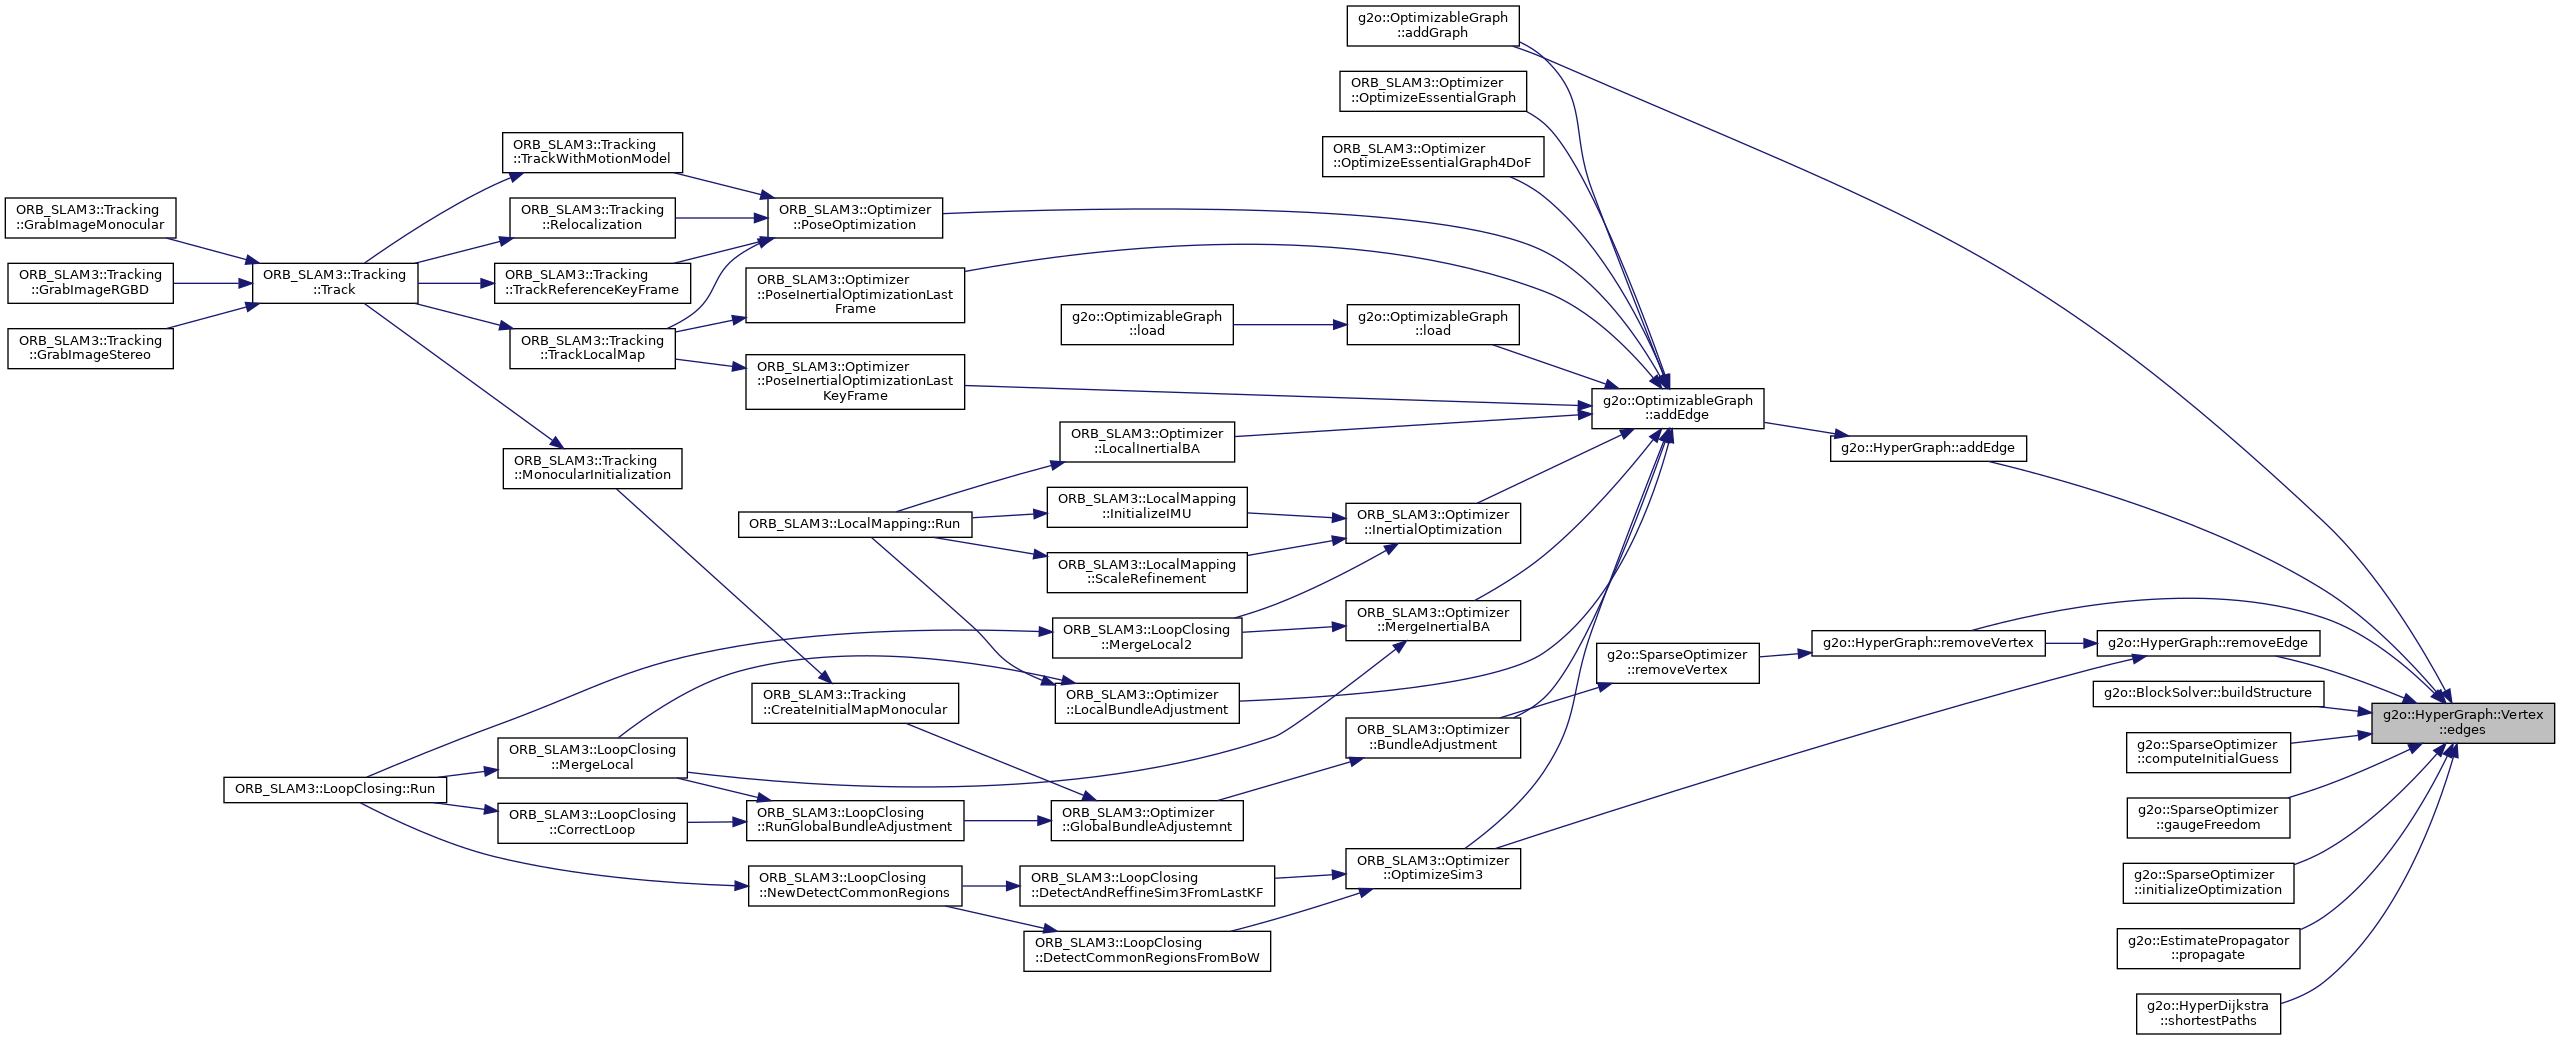 g2o::OptimizableGraph
::addGraph
ORB_SLAM3::Optimizer
::OptimizeEssentialGraph
ORB_SLAM3::Optimizer
::OptimizeEssentialGraph4DoF
ORB_SLAM3::Tracking
::TrackWithMotionModel
ORB_SLAM3::Tracking
::GrabImageMonocular
ORB_SLAM3::Tracking
::Relocalization
ORB_SLAM3::Optimizer
::PoseOptimization
ORB_SLAM3::Tracking
::GrabImageRGBD
ORB_SLAM3::Tracking
::Track
ORB_SLAM3::Tracking
::TrackReferenceKeyFrame
ORB_SLAM3::Optimizer
::PoseInertialOptimizationLast
Frame
g2o::OptimizableGraph
::load
g2o::OptimizableGraph
::load
ORB_SLAM3::Tracking
::GrabImageStereo
ORB_SLAM3::Tracking
::TrackLocalMap
ORB_SLAM3::Optimizer
::PoseInertialOptimizationLast
KeyFrame
g2o::OptimizableGraph
::addEdge
ORB_SLAM3::Optimizer
::LocalInertialBA
g2o::HyperGraph::addEdge
ORB_SLAM3::Tracking
::MonocularInitialization
ORB_SLAM3::LocalMapping
::InitializeIMU
ORB_SLAM3::LocalMapping::Run
ORB_SLAM3::Optimizer
::InertialOptimization
ORB_SLAM3::LocalMapping
::ScaleRefinement
ORB_SLAM3::LoopClosing
::MergeLocal2
ORB_SLAM3::Optimizer
::MergeInertialBA
g2o::SparseOptimizer
::removeVertex
g2o::HyperGraph::removeVertex
g2o::HyperGraph::removeEdge
ORB_SLAM3::Tracking
::CreateInitialMapMonocular
ORB_SLAM3::Optimizer
::LocalBundleAdjustment
g2o::BlockSolver::buildStructure
g2o::HyperGraph::Vertex
::edges
ORB_SLAM3::Optimizer
::BundleAdjustment
ORB_SLAM3::LoopClosing
::MergeLocal
g2o::SparseOptimizer
::computeInitialGuess
ORB_SLAM3::LoopClosing::Run
ORB_SLAM3::LoopClosing
::CorrectLoop
ORB_SLAM3::LoopClosing
::RunGlobalBundleAdjustment
ORB_SLAM3::Optimizer
::GlobalBundleAdjustemnt
g2o::SparseOptimizer
::gaugeFreedom
ORB_SLAM3::LoopClosing
::NewDetectCommonRegions
ORB_SLAM3::LoopClosing
::DetectAndReffineSim3FromLastKF
ORB_SLAM3::Optimizer
::OptimizeSim3
g2o::SparseOptimizer
::initializeOptimization
ORB_SLAM3::LoopClosing
::DetectCommonRegionsFromBoW
g2o::EstimatePropagator
::propagate
g2o::HyperDijkstra
::shortestPaths